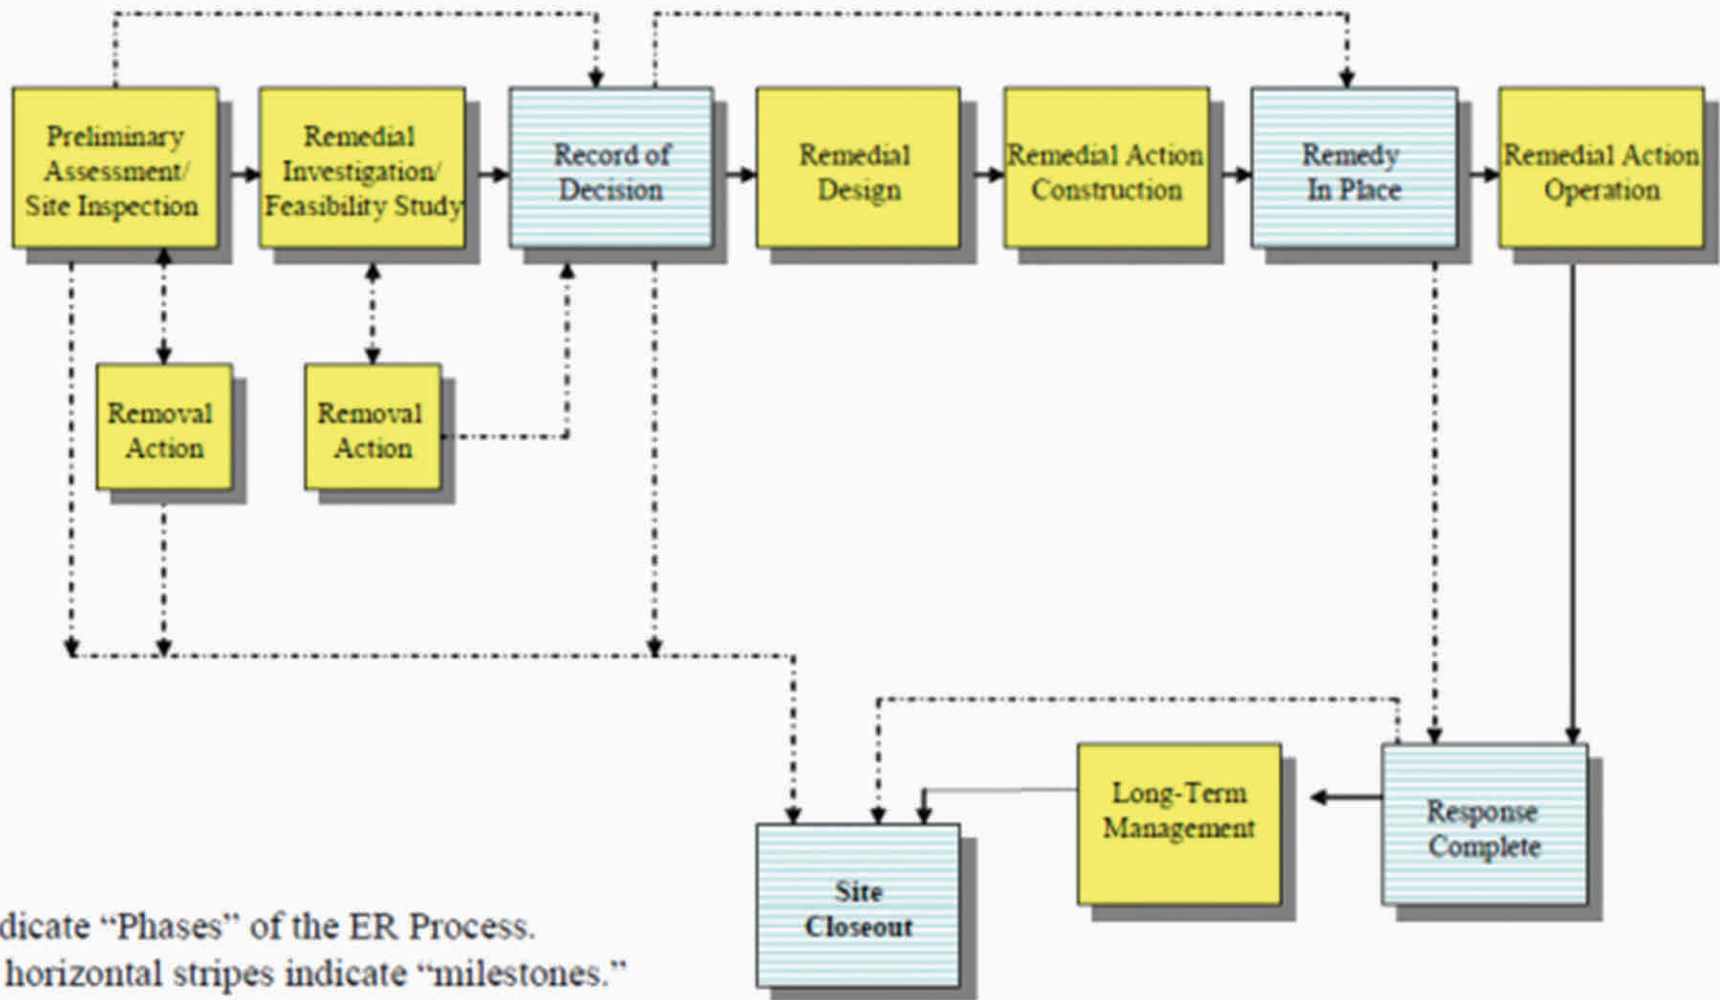 Preliminary
Assessment/
Site Inspection
Remedial
Investigation/
Feasibility Study
Record of
Decision
Remedial
Design
Remedial Action
Construction
Remedy
In Place
Remedial Action
Operation
Removal
Action
Removal
Action
Long-Term
Management
Response
Complete
Site
Closeout
dicate “Phases” of the ER Process.
horizontal stripes indicate “milestones.”